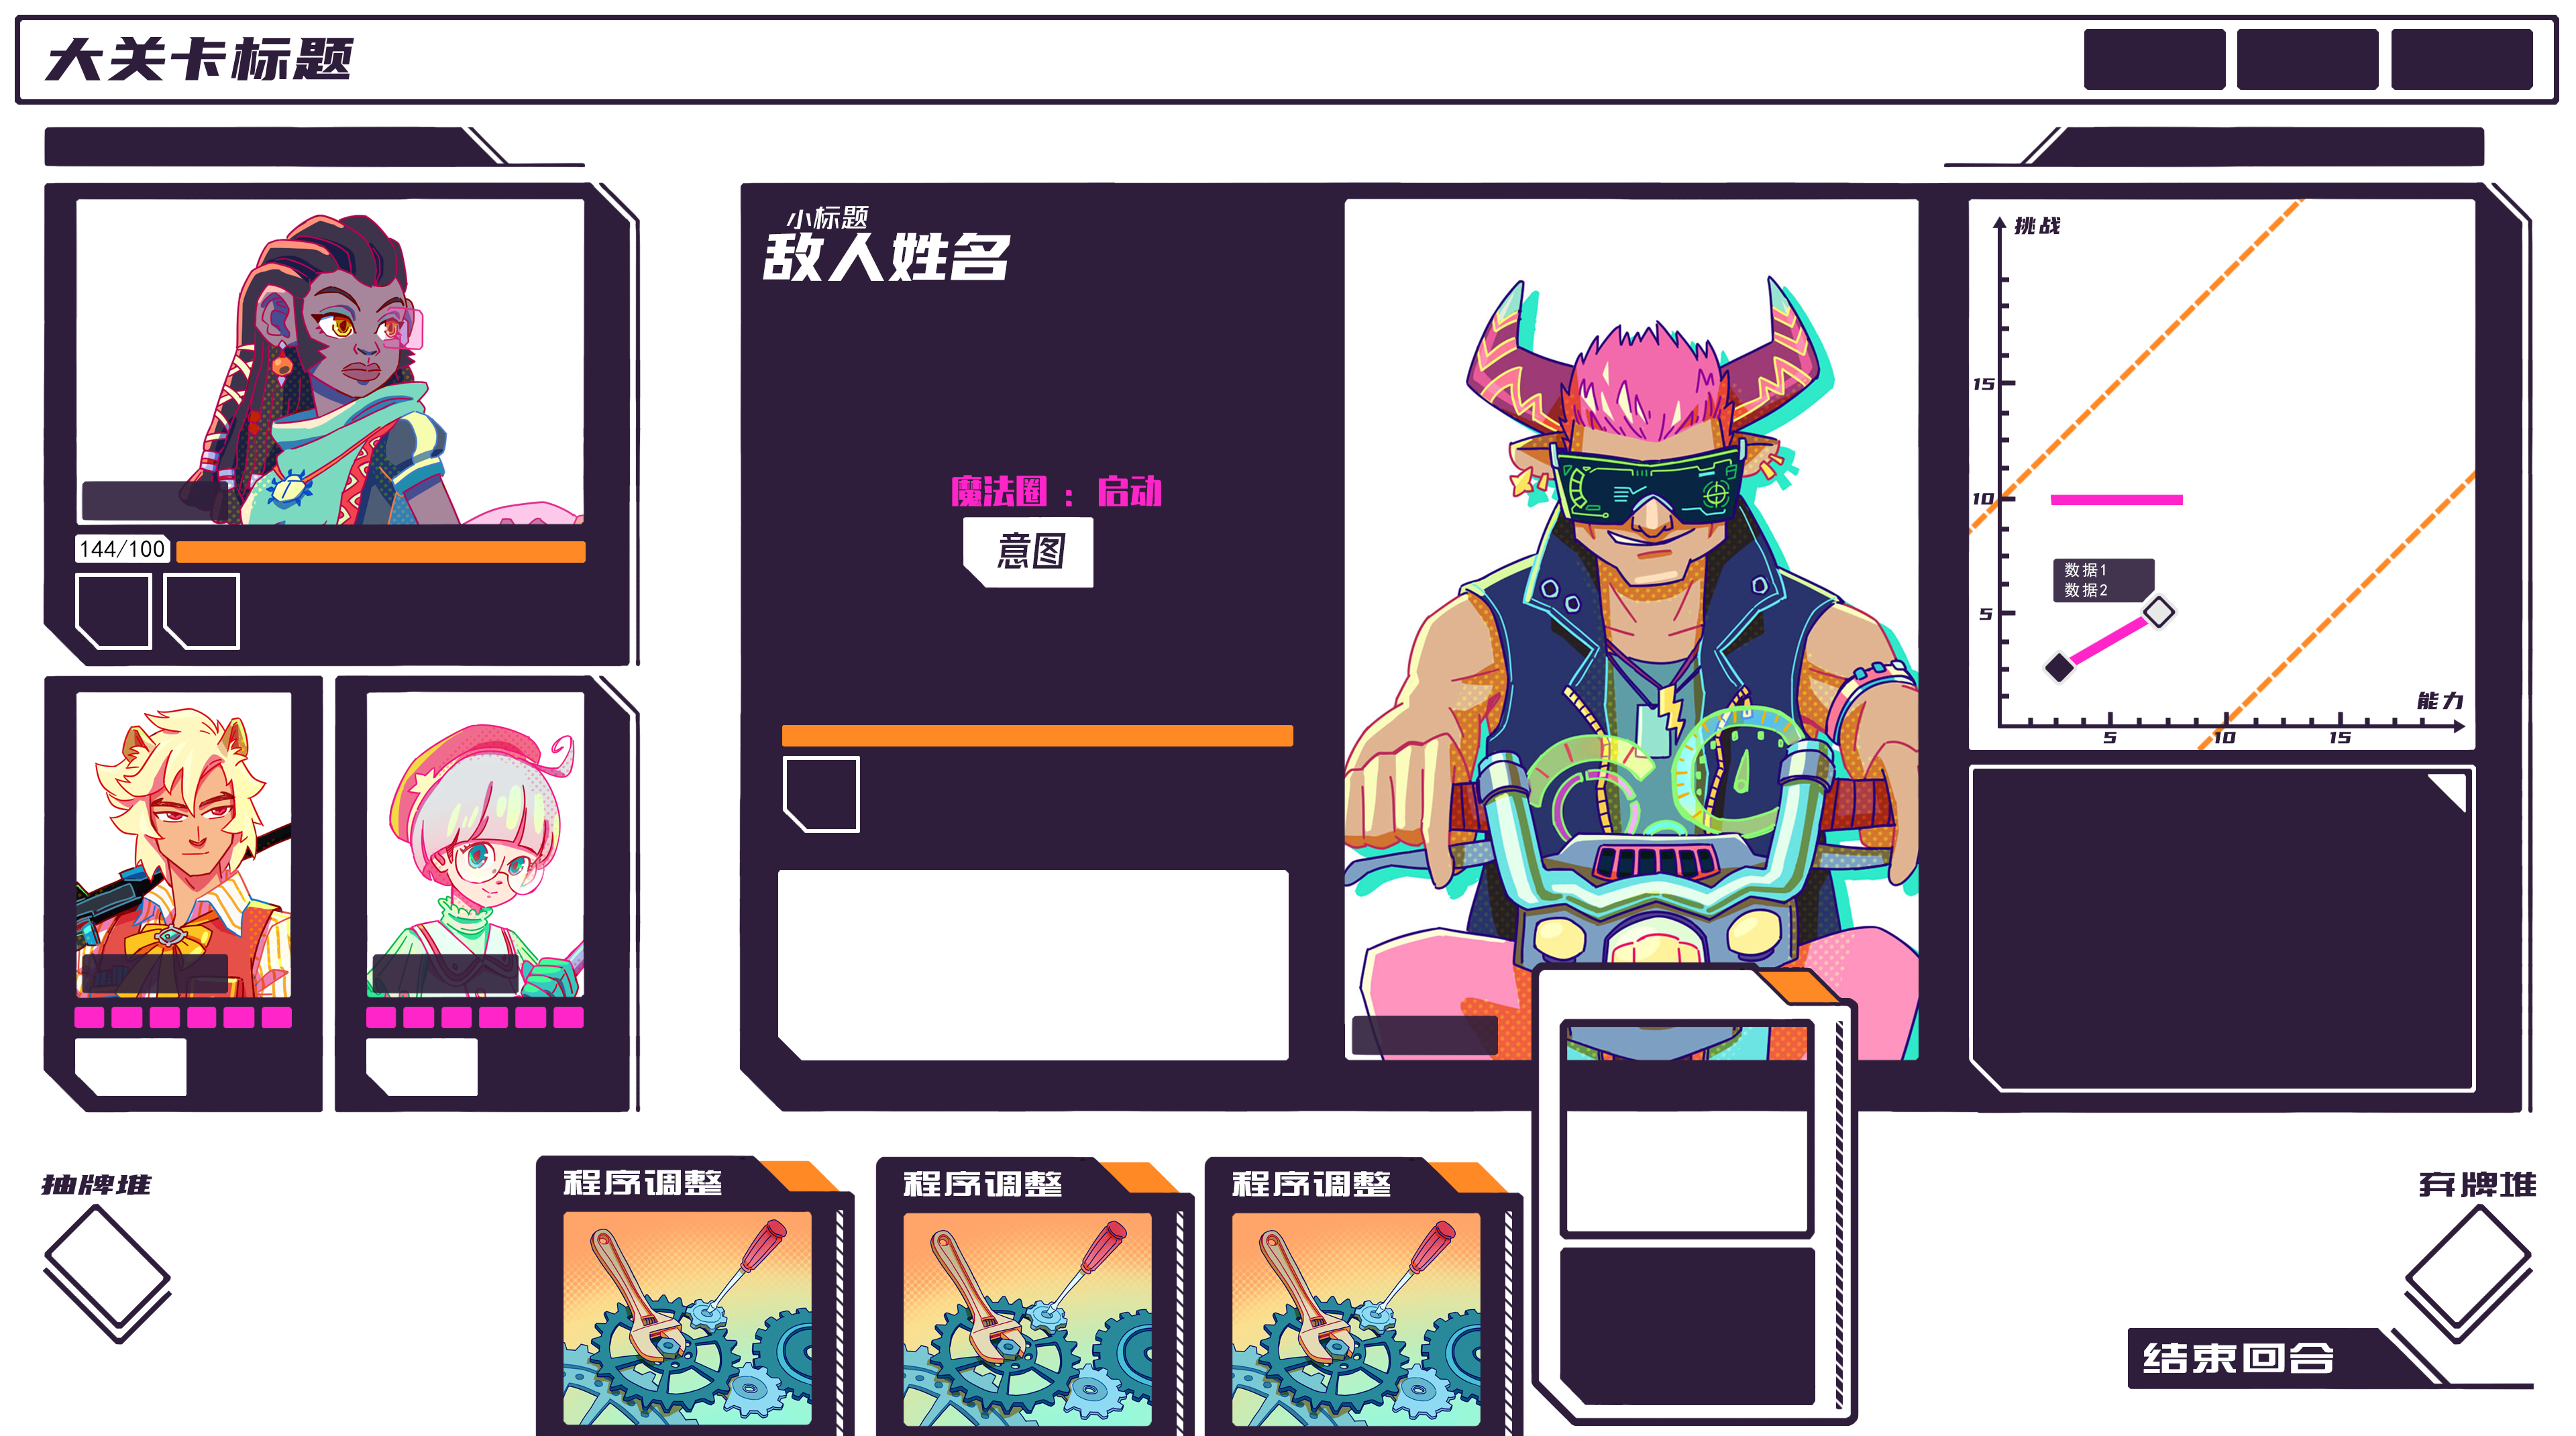 大关卡标题
144/100
小标题
敌人姓名
魔法圈：启动
意图
挑战
15
10
5
数据1
数据2
能力
5
10
15
抽牌堆
程序调整
程序调整
程序调整
弃牌堆
结束回合